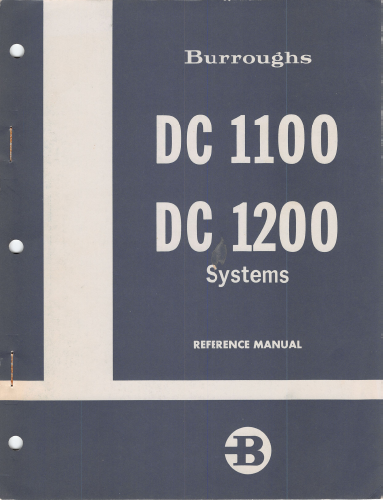 Burroughs
DC 1100
DC 1200
Systems
REFERENCE MANUAL
B